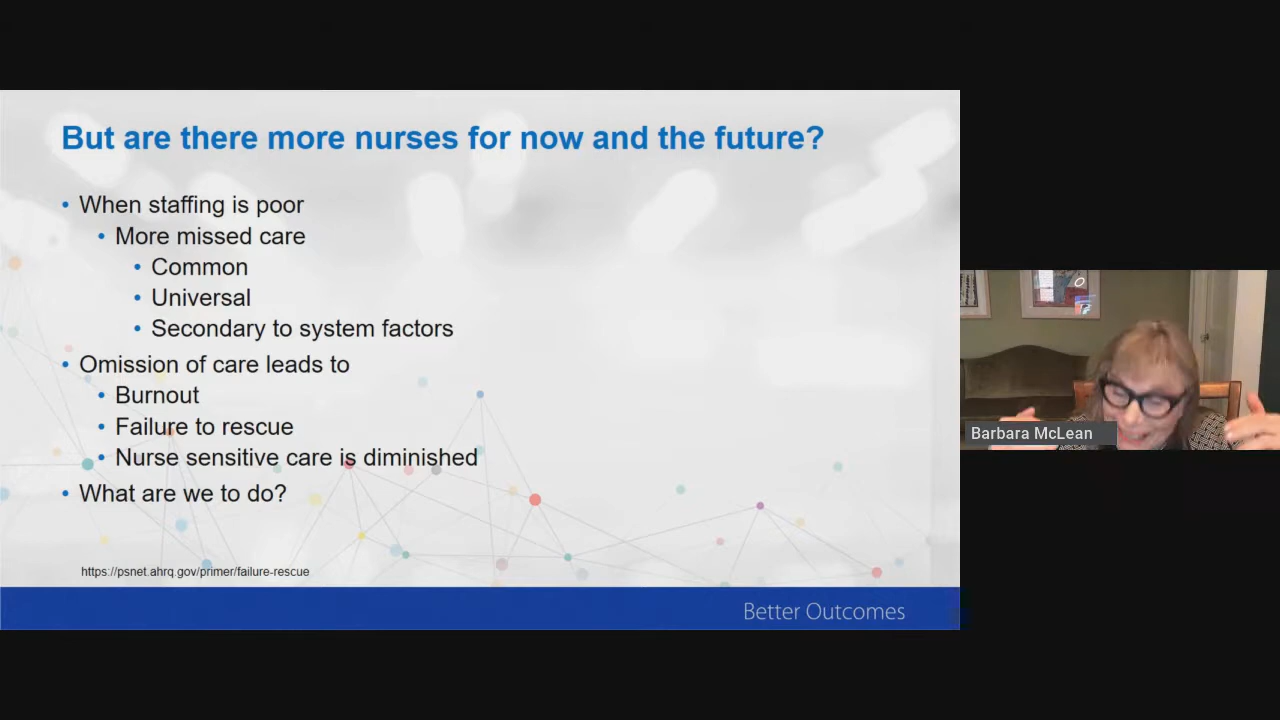 But are there more nurses for now and the future?
• When staffing is poor
• More missed care
• Common
• Universal
• Secondary to system factors
• Omission of care leads to
• Burnout
• Failure to rescue
• Nurse sensitive care is diminished
• What are we to do?
https://psnet.ahrq.gov/primer/failure-rescue
Better Outcomes
Barbara McLean